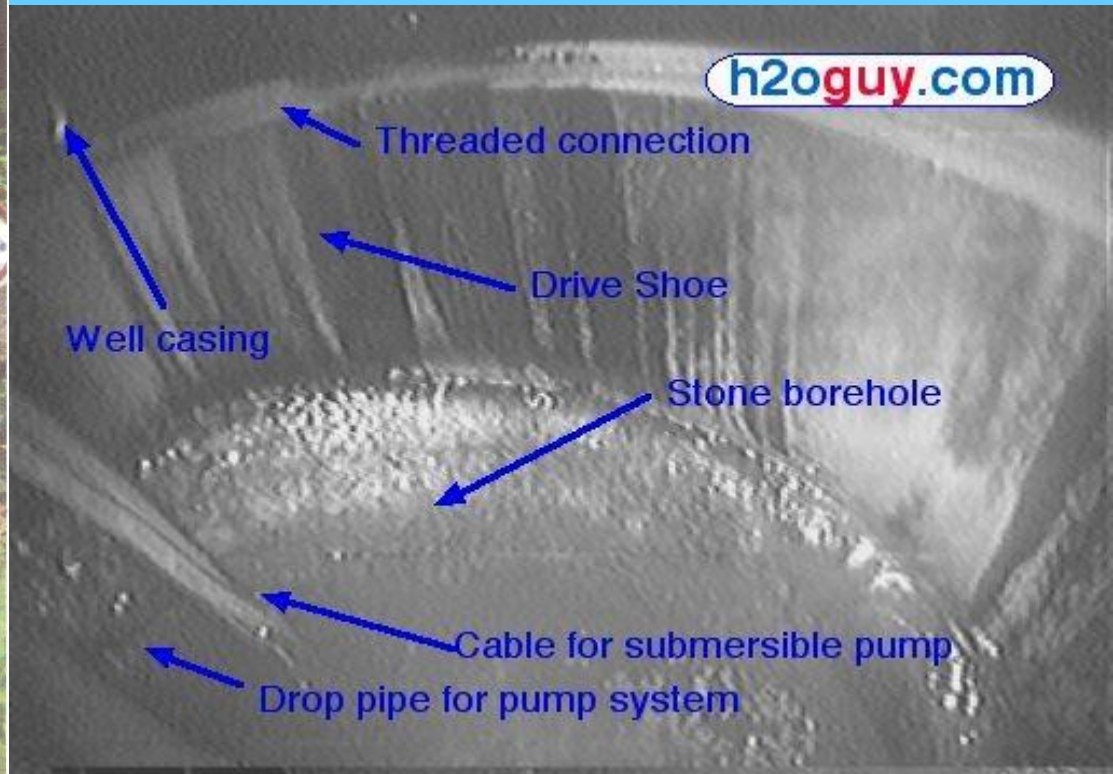 h2oguy.com
Threaded connection
Drive Shoe
Well casing
Stone borehole
Cable for submersible pump
Drop pipe for pump system